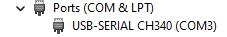 Ports (COM & LPT)
USB-SERIAL CH340 (COM3)